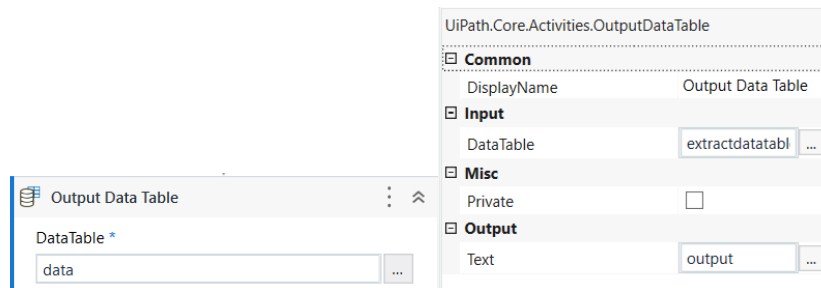 UiPath.Core.Activities.OutputDataTable
Common
DisplayName Output Data Table
Input
DataTable extractdatatabl ...
Misc
Private
Output
Text output ...
Output Data Table
DataTable *
data ...